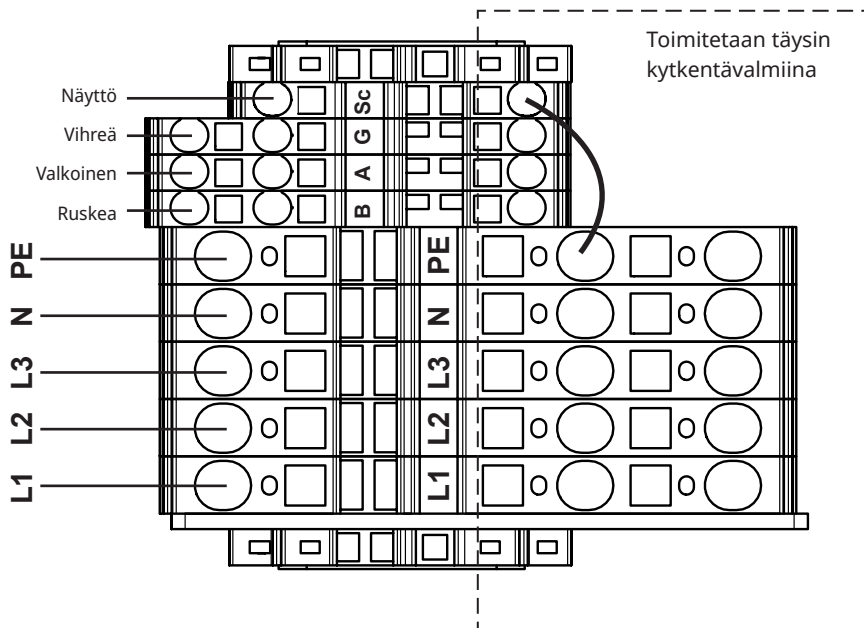 Toimitetaan täysin
kytkentävalmiina
Näyttö
Sc
Vihreä
G
Valkoinen
A
Ruskea
B
PE
PE
N
N
L3
L3
L2
L2
L1
L1